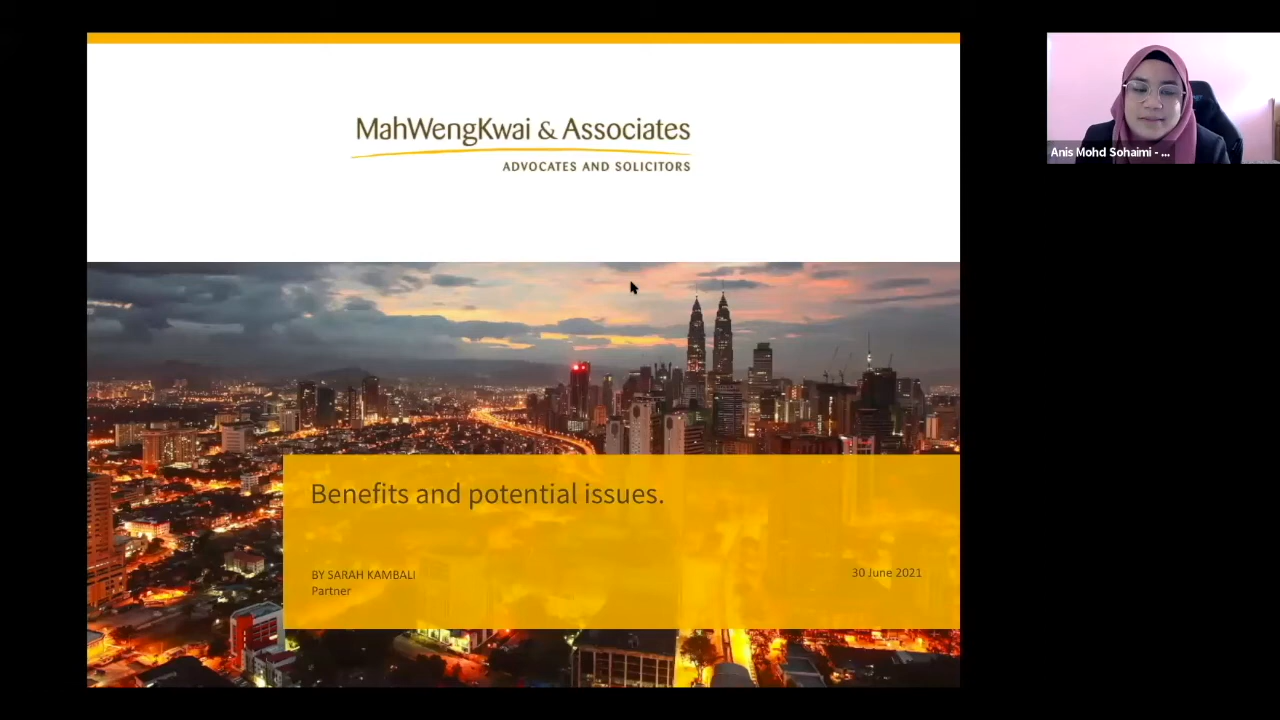 MahWengKwai & Associates
ADVOCATES AND SOLICITORS
Anis Mohd Sohaimi - ...
Benefits and potential issues.
BY SARAH KAMBALI
Partner
30 June 2021